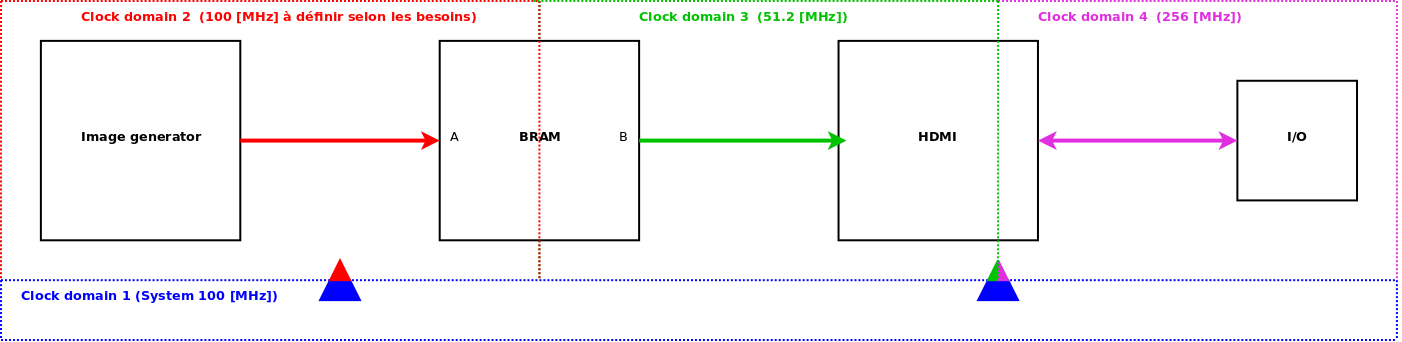 Clock domain 2  (100 [MHz] à définir selon les besoins)
Clock domain 3  (51.2 [MHz])
Clock domain 4  (256 [MHz])
Image generator
A
BRAM
B
HDMI
I/O
Clock domain 1 (System 100 [MHz])